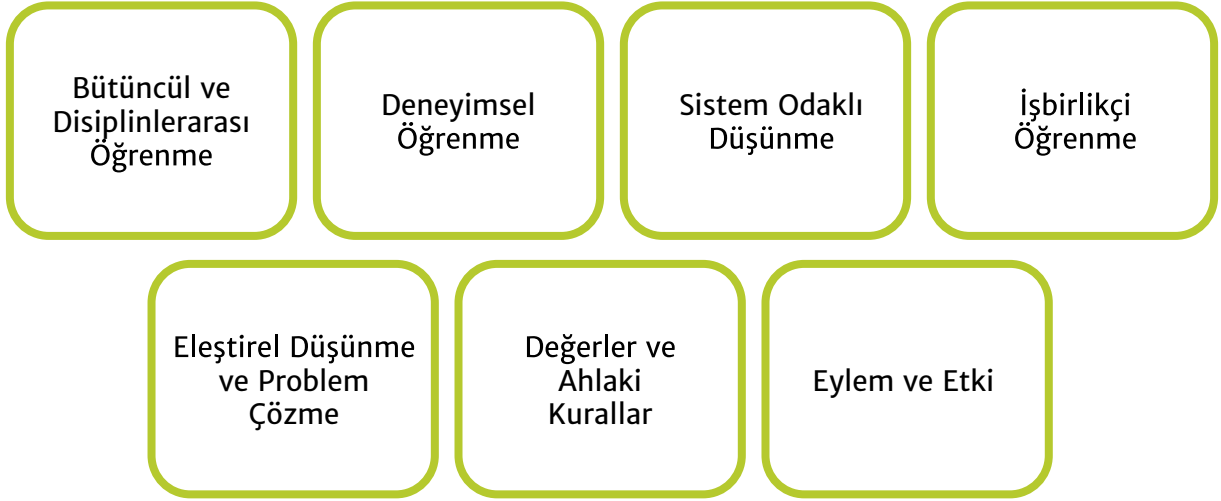 Bütüncül ve
Disiplinlerarası
Öğrenme
Deneyimsel
Öğrenme
Sistem Odaklı
Düşünme
İşbirlikçi
Öğrenme
Eleştirel Düşünme
ve Problem
Çözme
Değerler ve
Ahlaki
Kurallar
Eylem ve Etki